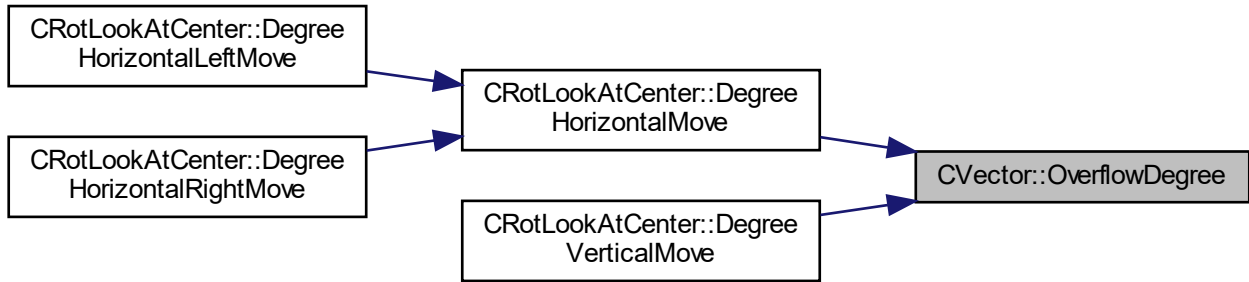 CRotLookAtCenter::Degree
HorizontalLeftMove
CRotLookAtCenter::Degree
HorizontalRightMove
CRotLookAtCenter::Degree
HorizontalMove
CRotLookAtCenter::Degree
VerticalMove
CVector::OverflowDegree